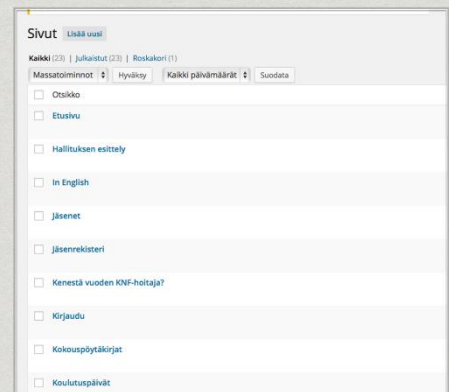 Sivut Lisää uusi
Kaikki (23) | Julkaistut (23) | Roskakori (1)
Massatoiminnot Hyväksy Kaikki päivämäärät Suodata
Otsikko
Etusivu
Hallituksen esittely
In English
Jäsenet
Jäsenrekisteri
Kenestä vuoden KNF-hoitaja?
Kirjaudu
Kokouspöytäkirjat
Koulutuspäivät